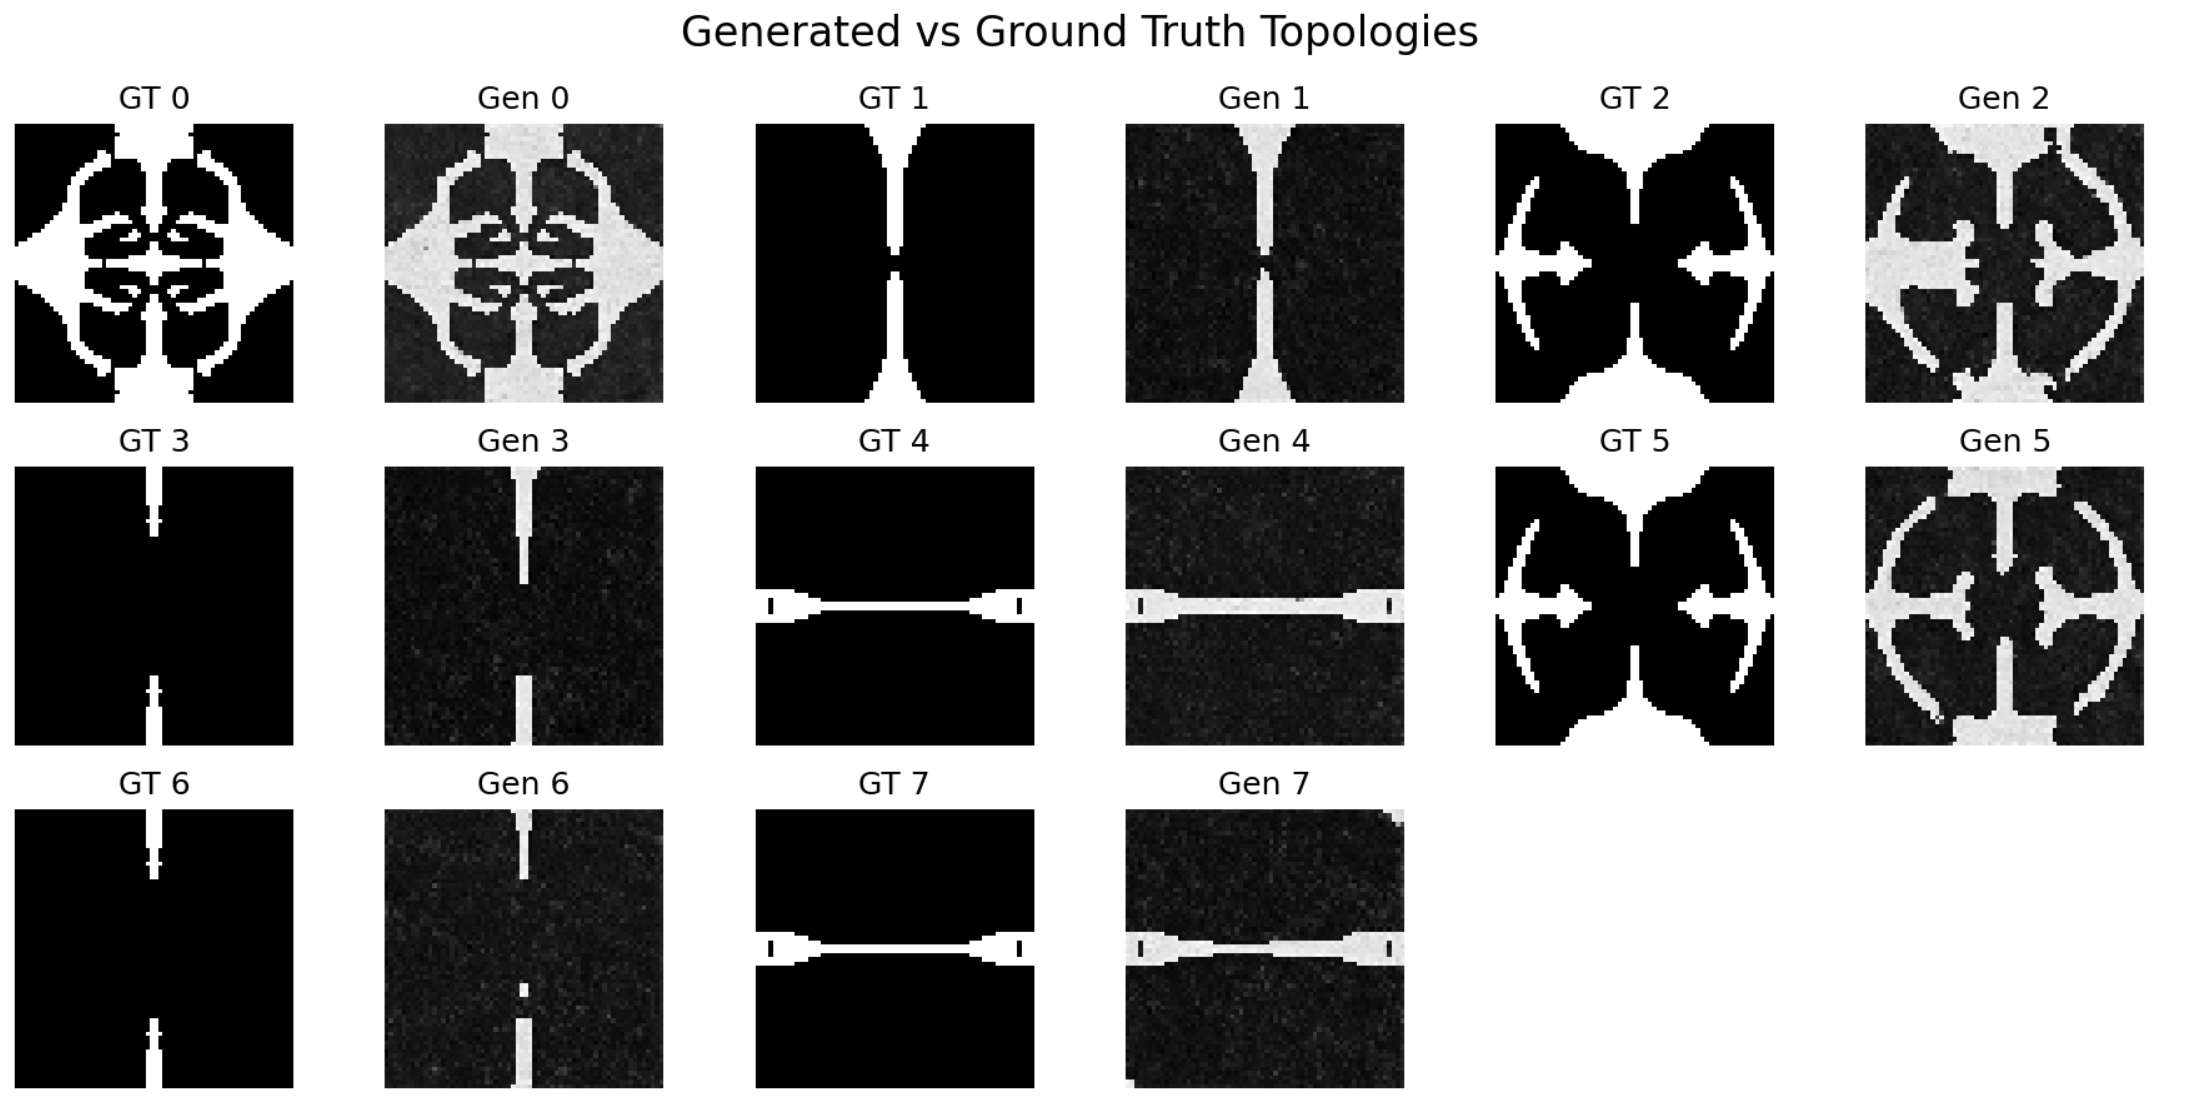 Generated vs Ground Truth Topologies
GT 0 Gen 0 GT 1 Gen 1 GT 2 Gen 2
GT 3 Gen 3 GT 4 Gen 4 GT 5 Gen 5
GT 6 Gen 6 GT 7 Gen 7